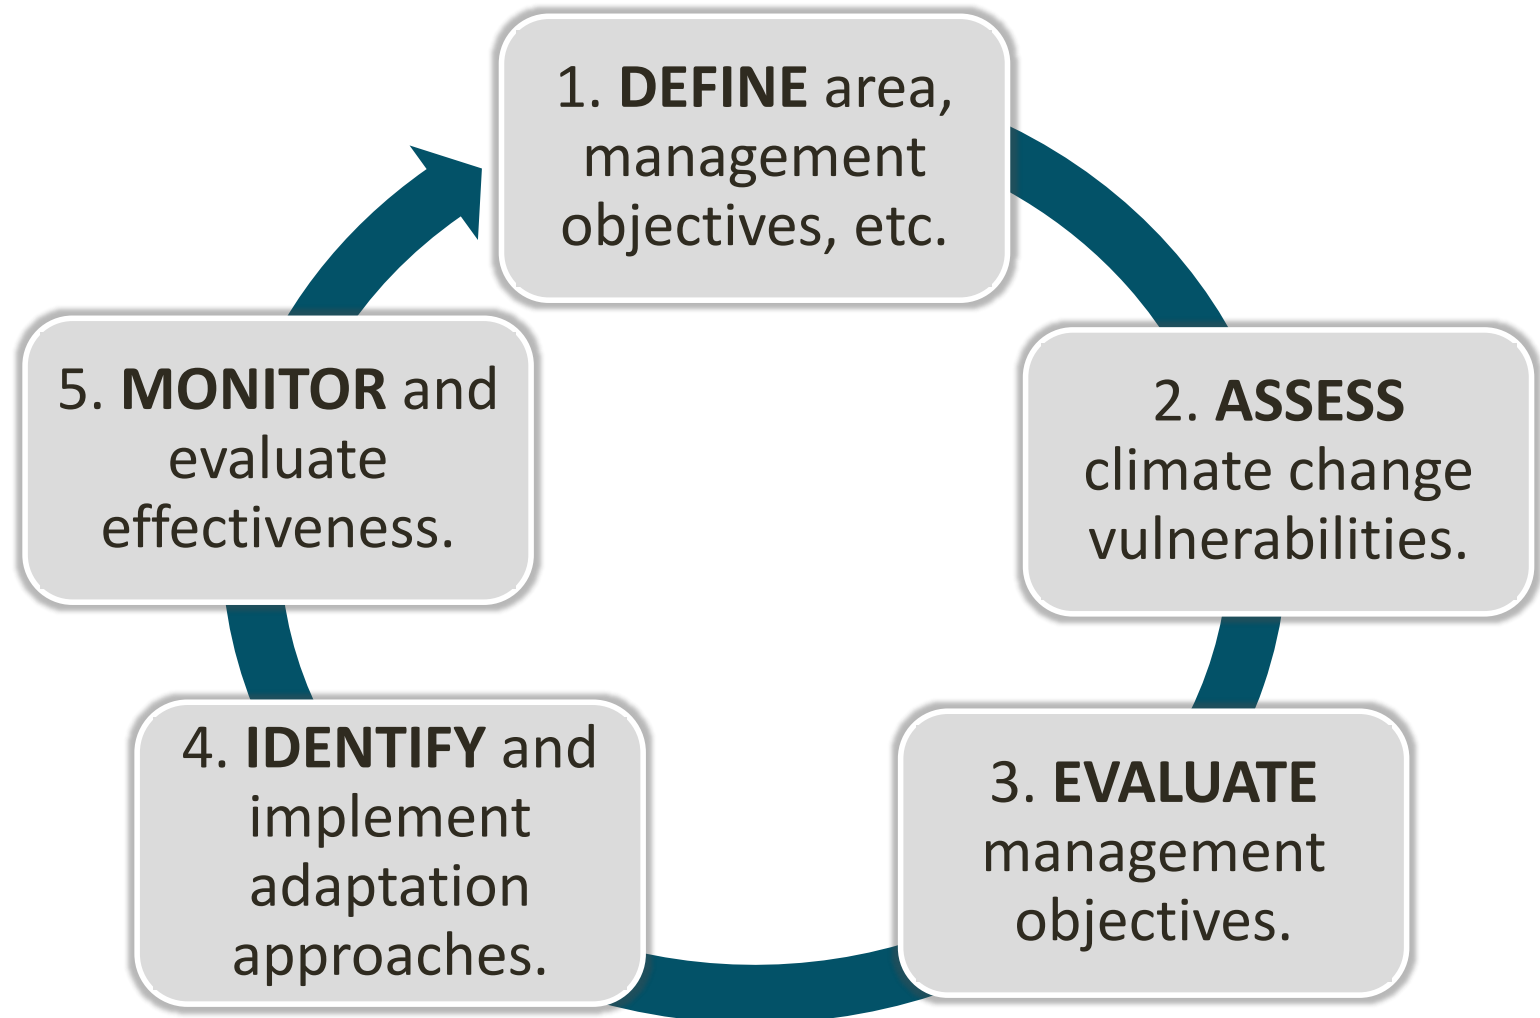 1. DEFINE area,
management
objectives, etc.
2. ASSESS
climate change
vulnerabilities.
3. EVALUATE
management
objectives.
4. IDENTIFY and
implement
adaptation
approaches.
5. MONITOR and
evaluate
effectiveness.